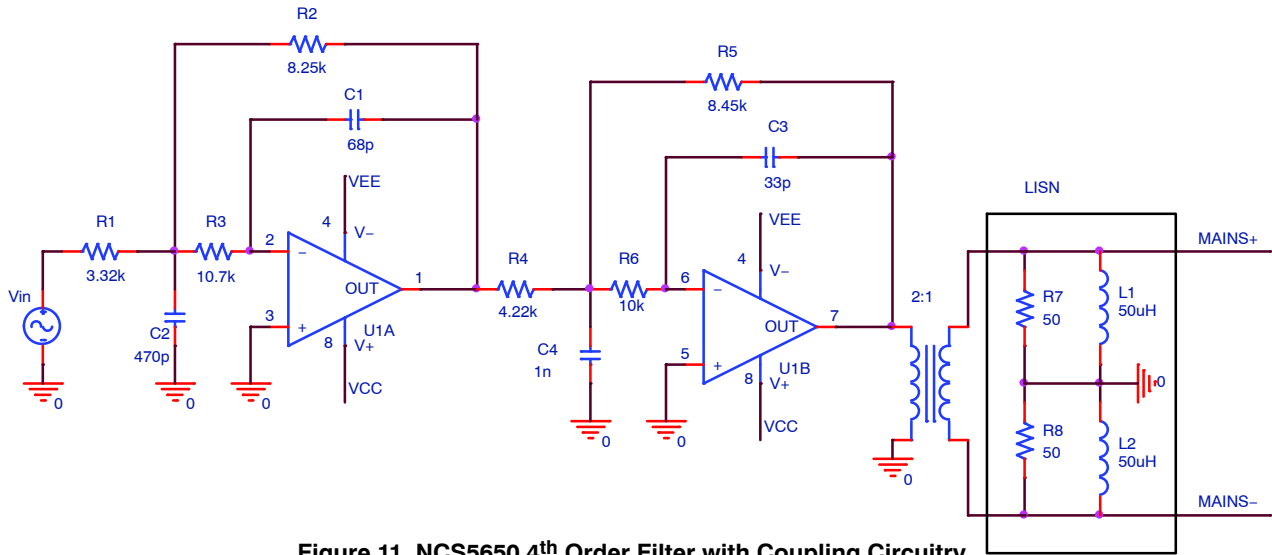 R2
8.25k
C1
68p
VEE
4
V−
R1
3.32k
R3
10.7k
2
−
OUT
1
3
+
U1A
8
V+
VCC
Vin
C2
470p
0
0
0
R5
8.45k
C3
33p
VEE
4
V−
R4
4.22k
R6
10k
6
−
OUT
7
5
+
U1B
8
V+
VCC
C4
1n
0
0
2:1
0
LISN
MAINS+
R7
50
L1
50uH
0
R8
50
L2
50uH
MAINS−
Figure 11. NCS5650 4th Order Filter with Coupling Circuitry